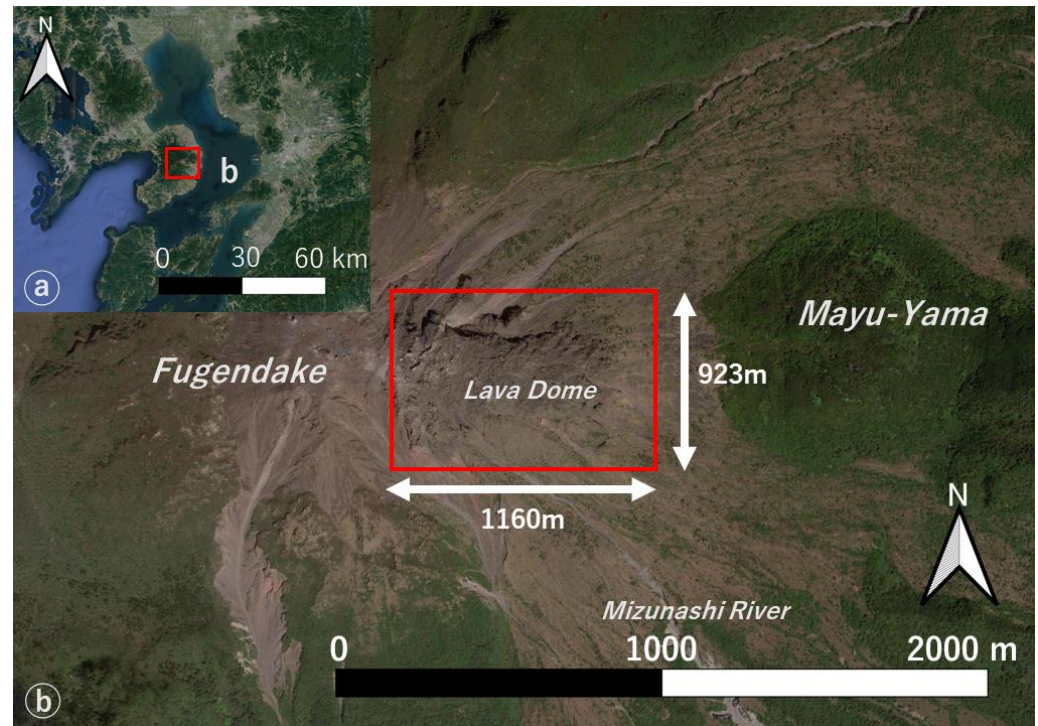 N
b
0 30 60 km
ⓐ
Fugendake
Lava Dome
Mayu-Yama
923m
1160m
N
Mizunashi River
0 1000 2000 m
ⓑ